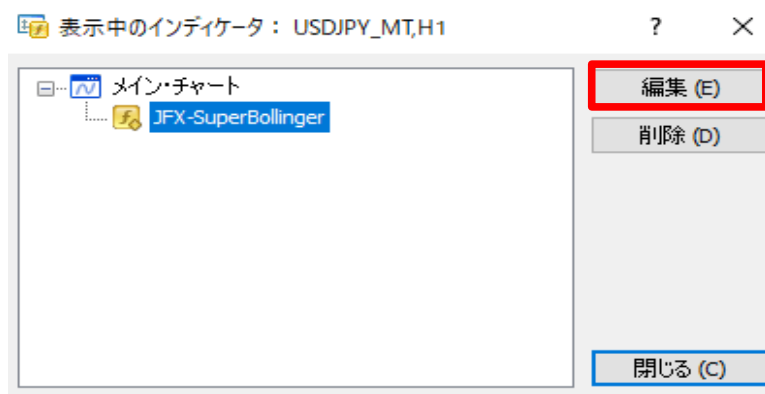 表示中のインディケータ： USDJPY_MT,H1
? ×
メイン・チャート
JFX-SuperBollinger
編集 (E)
削除 (D)
閉じる (C)